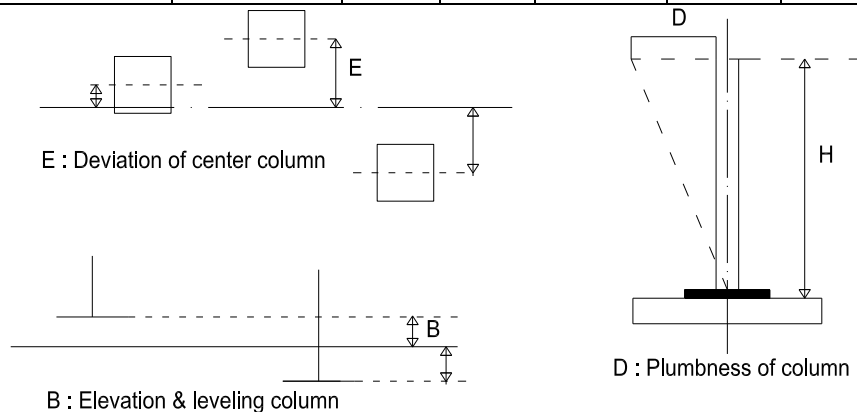 D
E
H
E : Deviation of center column
B
D : Plumbness of column
B : Elevation & leveling column